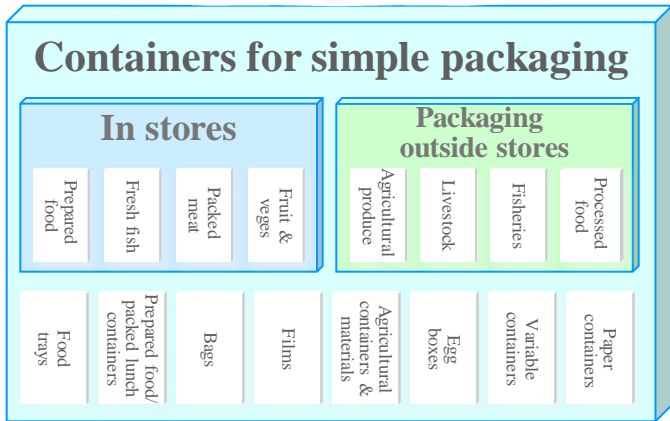 Containers for simple packaging
In stores
Packaging
outside stores
Prepared
food
Fresh fish
Packed
meat
Fruit &
veges
Agricultural
produce
Livestock
Fisheries
Processed
food
Food
trays
Prepared food/
packed lunch
containers
Bags
Films
Agricultural
containers &
materials
Egg
boxes
Variable
containers
Paper
containers